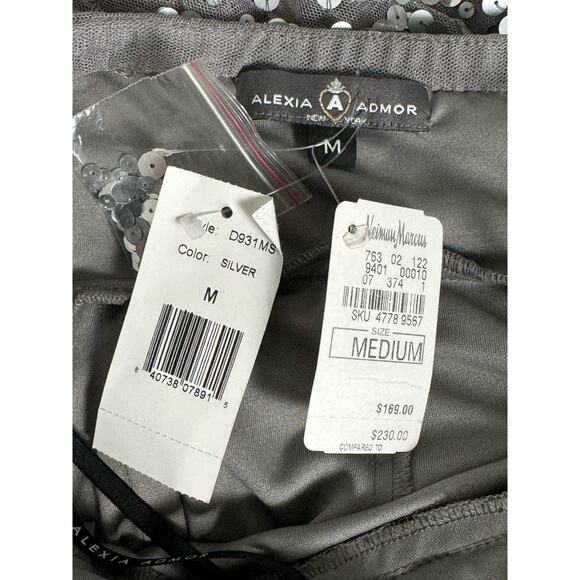 ALEXIA A ADMOR
NEW YORK
M
Style: D931MS
Color: SILVER
M
8 40738 07891 5
Neiman Marcus
763 02 122
9401 00010
07 374 1
SKU 4778 9567
SIZE
MEDIUM
$169.00
$230.00
COMPARED TO
ALEXIA ADMOR